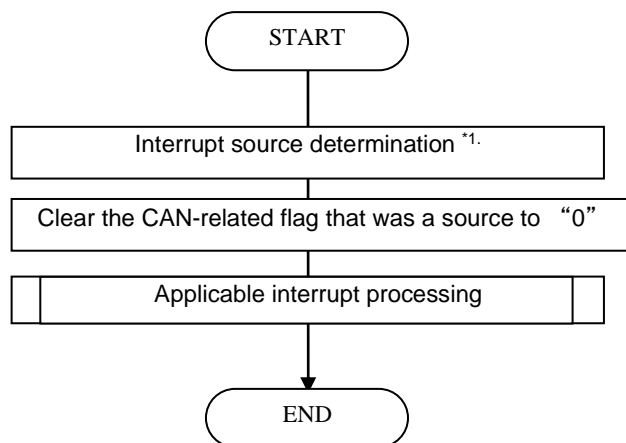 START
Interrupt source determination *1.
Clear the CAN-related flag that was a source to “0”
Applicable interrupt processing
END